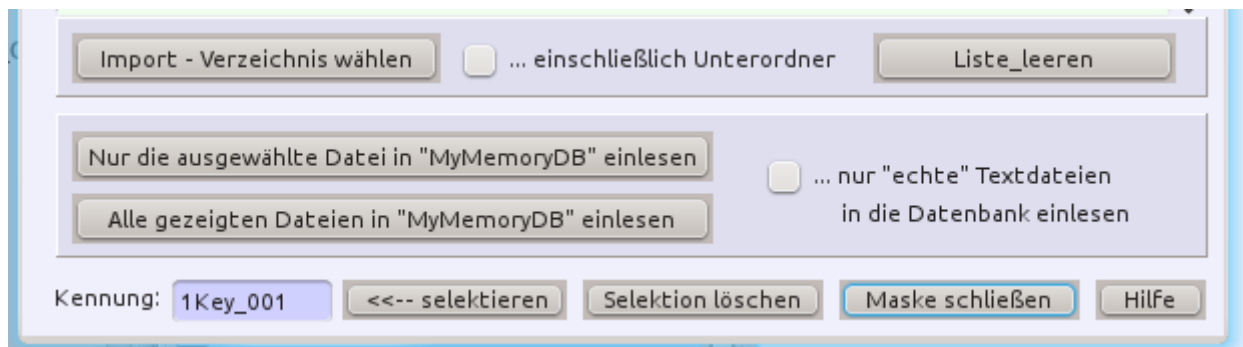 Import - Verzeichnis wählen ... einschließlich Unterordner Liste_leeren
Nur die ausgewählte Datei in "MyMemoryDB" einlesen
Alle gezeigten Dateien in "MyMemoryDB" einlesen
... nur "echte" Textdateien
in die Datenbank einlesen
Kennung: 1Key_001 <<-- selektieren Selektion löschen Maske schließen Hilfe